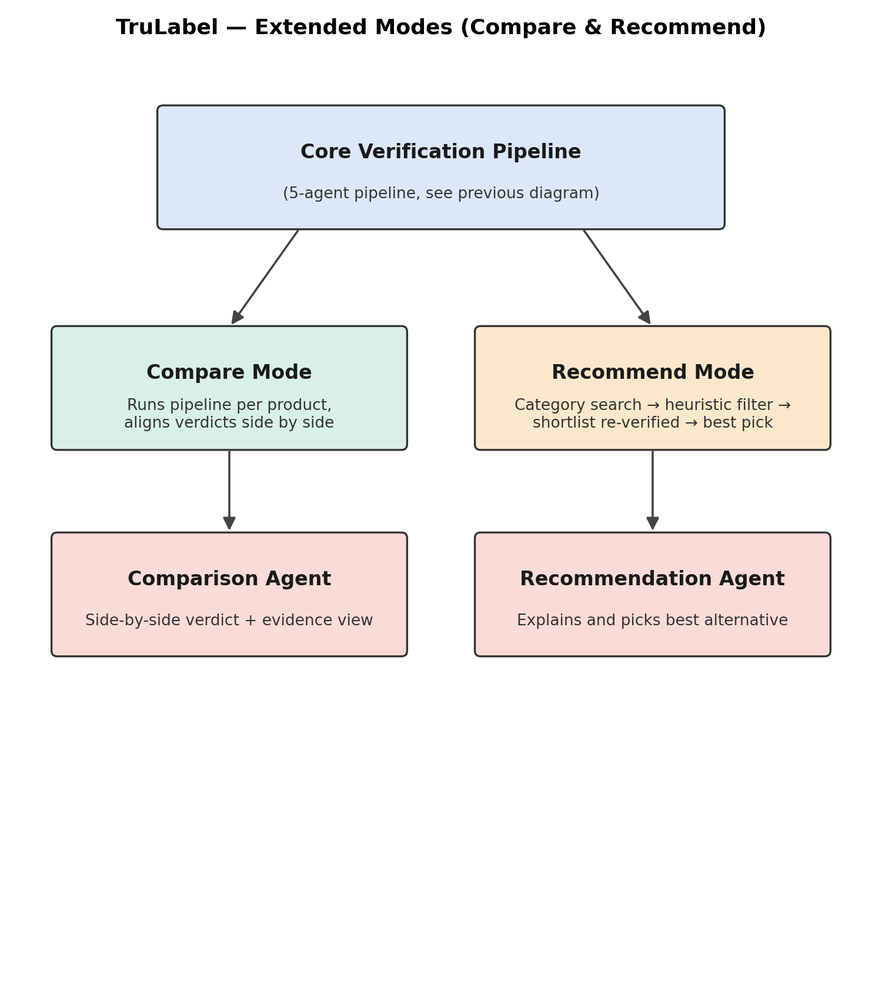 TruLabel — Extended Modes (Compare & Recommend)
Core Verification Pipeline
(5-agent pipeline, see previous diagram)
Compare Mode
Runs pipeline per product,
aligns verdicts side by side
Recommend Mode
Category search → heuristic filter →
shortlist re-verified → best pick
Comparison Agent
Side-by-side verdict + evidence view
Recommendation Agent
Explains and picks best alternative